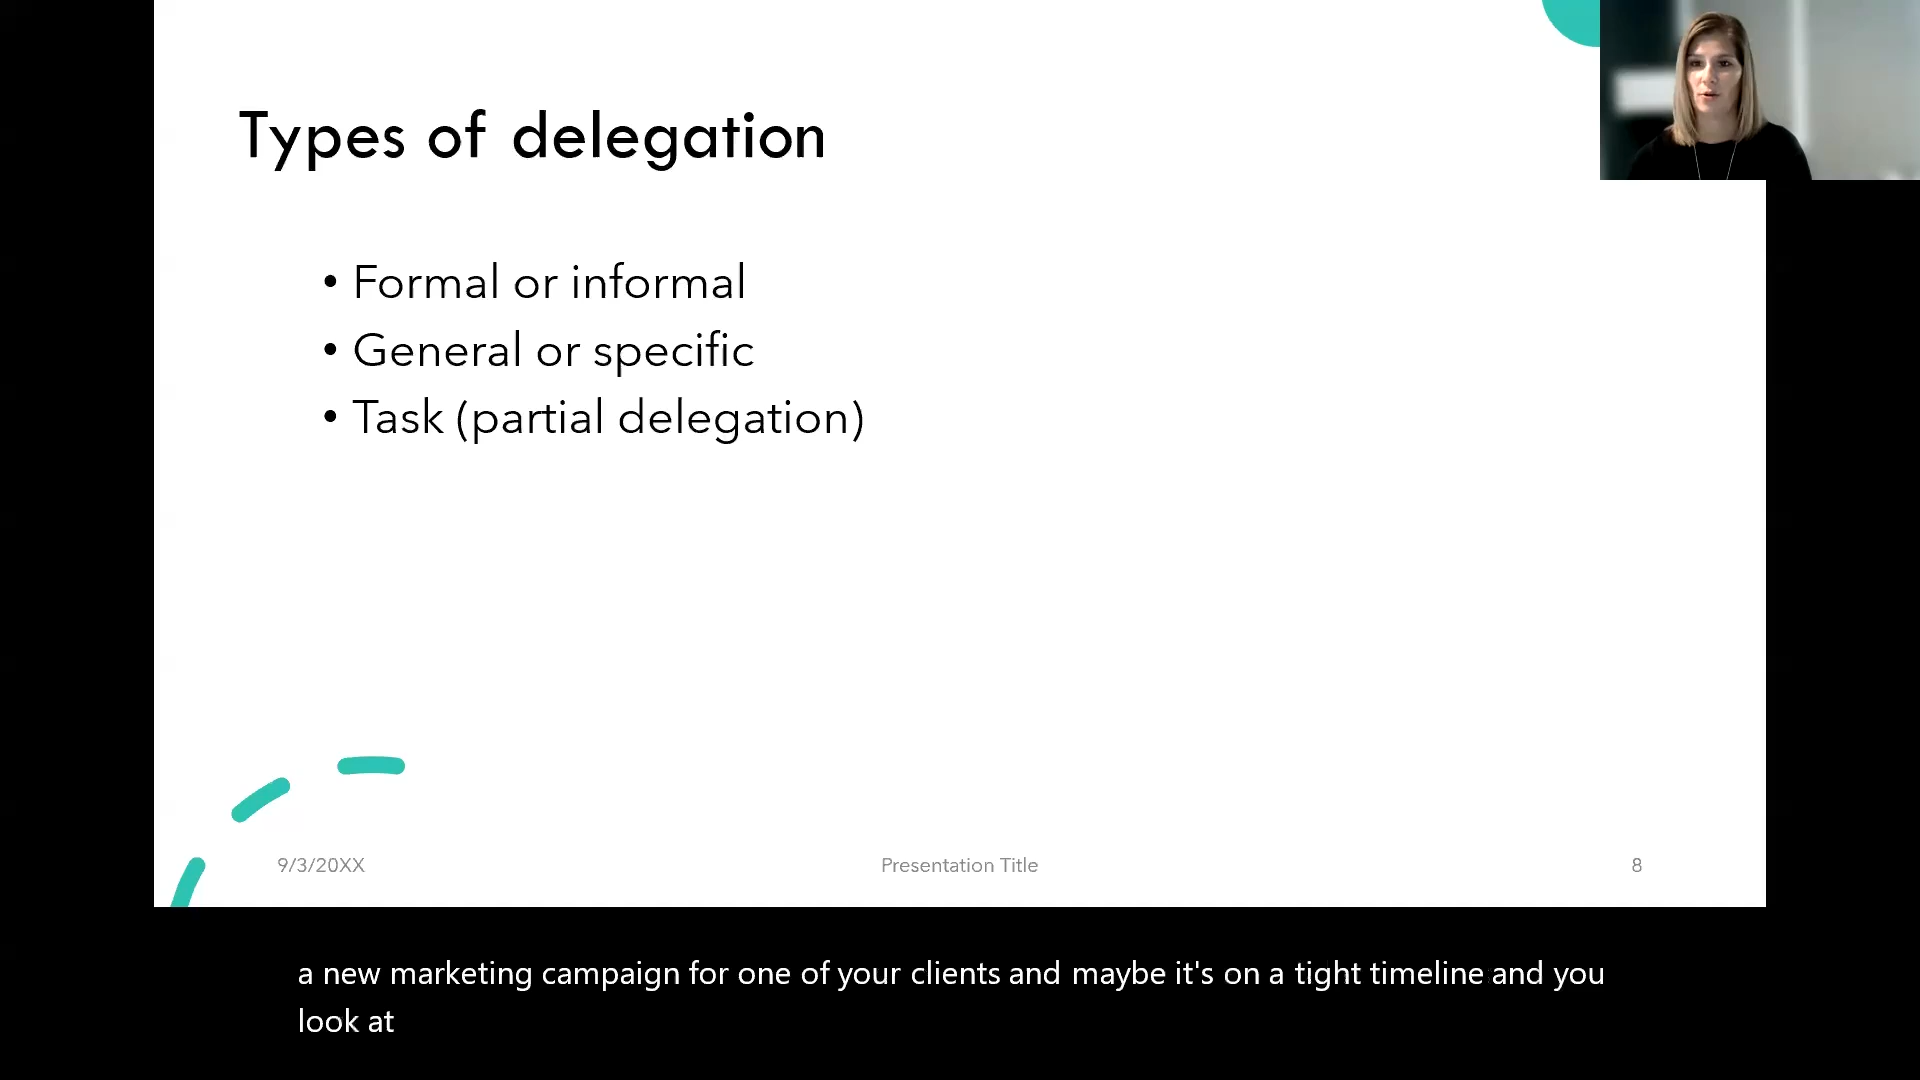 Types of delegation
• Formal or informal
• General or specific
• Task (partial delegation)
9/3/20XX
Presentation Title
8
a new marketing campaign for one of your clients and maybe it's on a tight timeline and you
look at